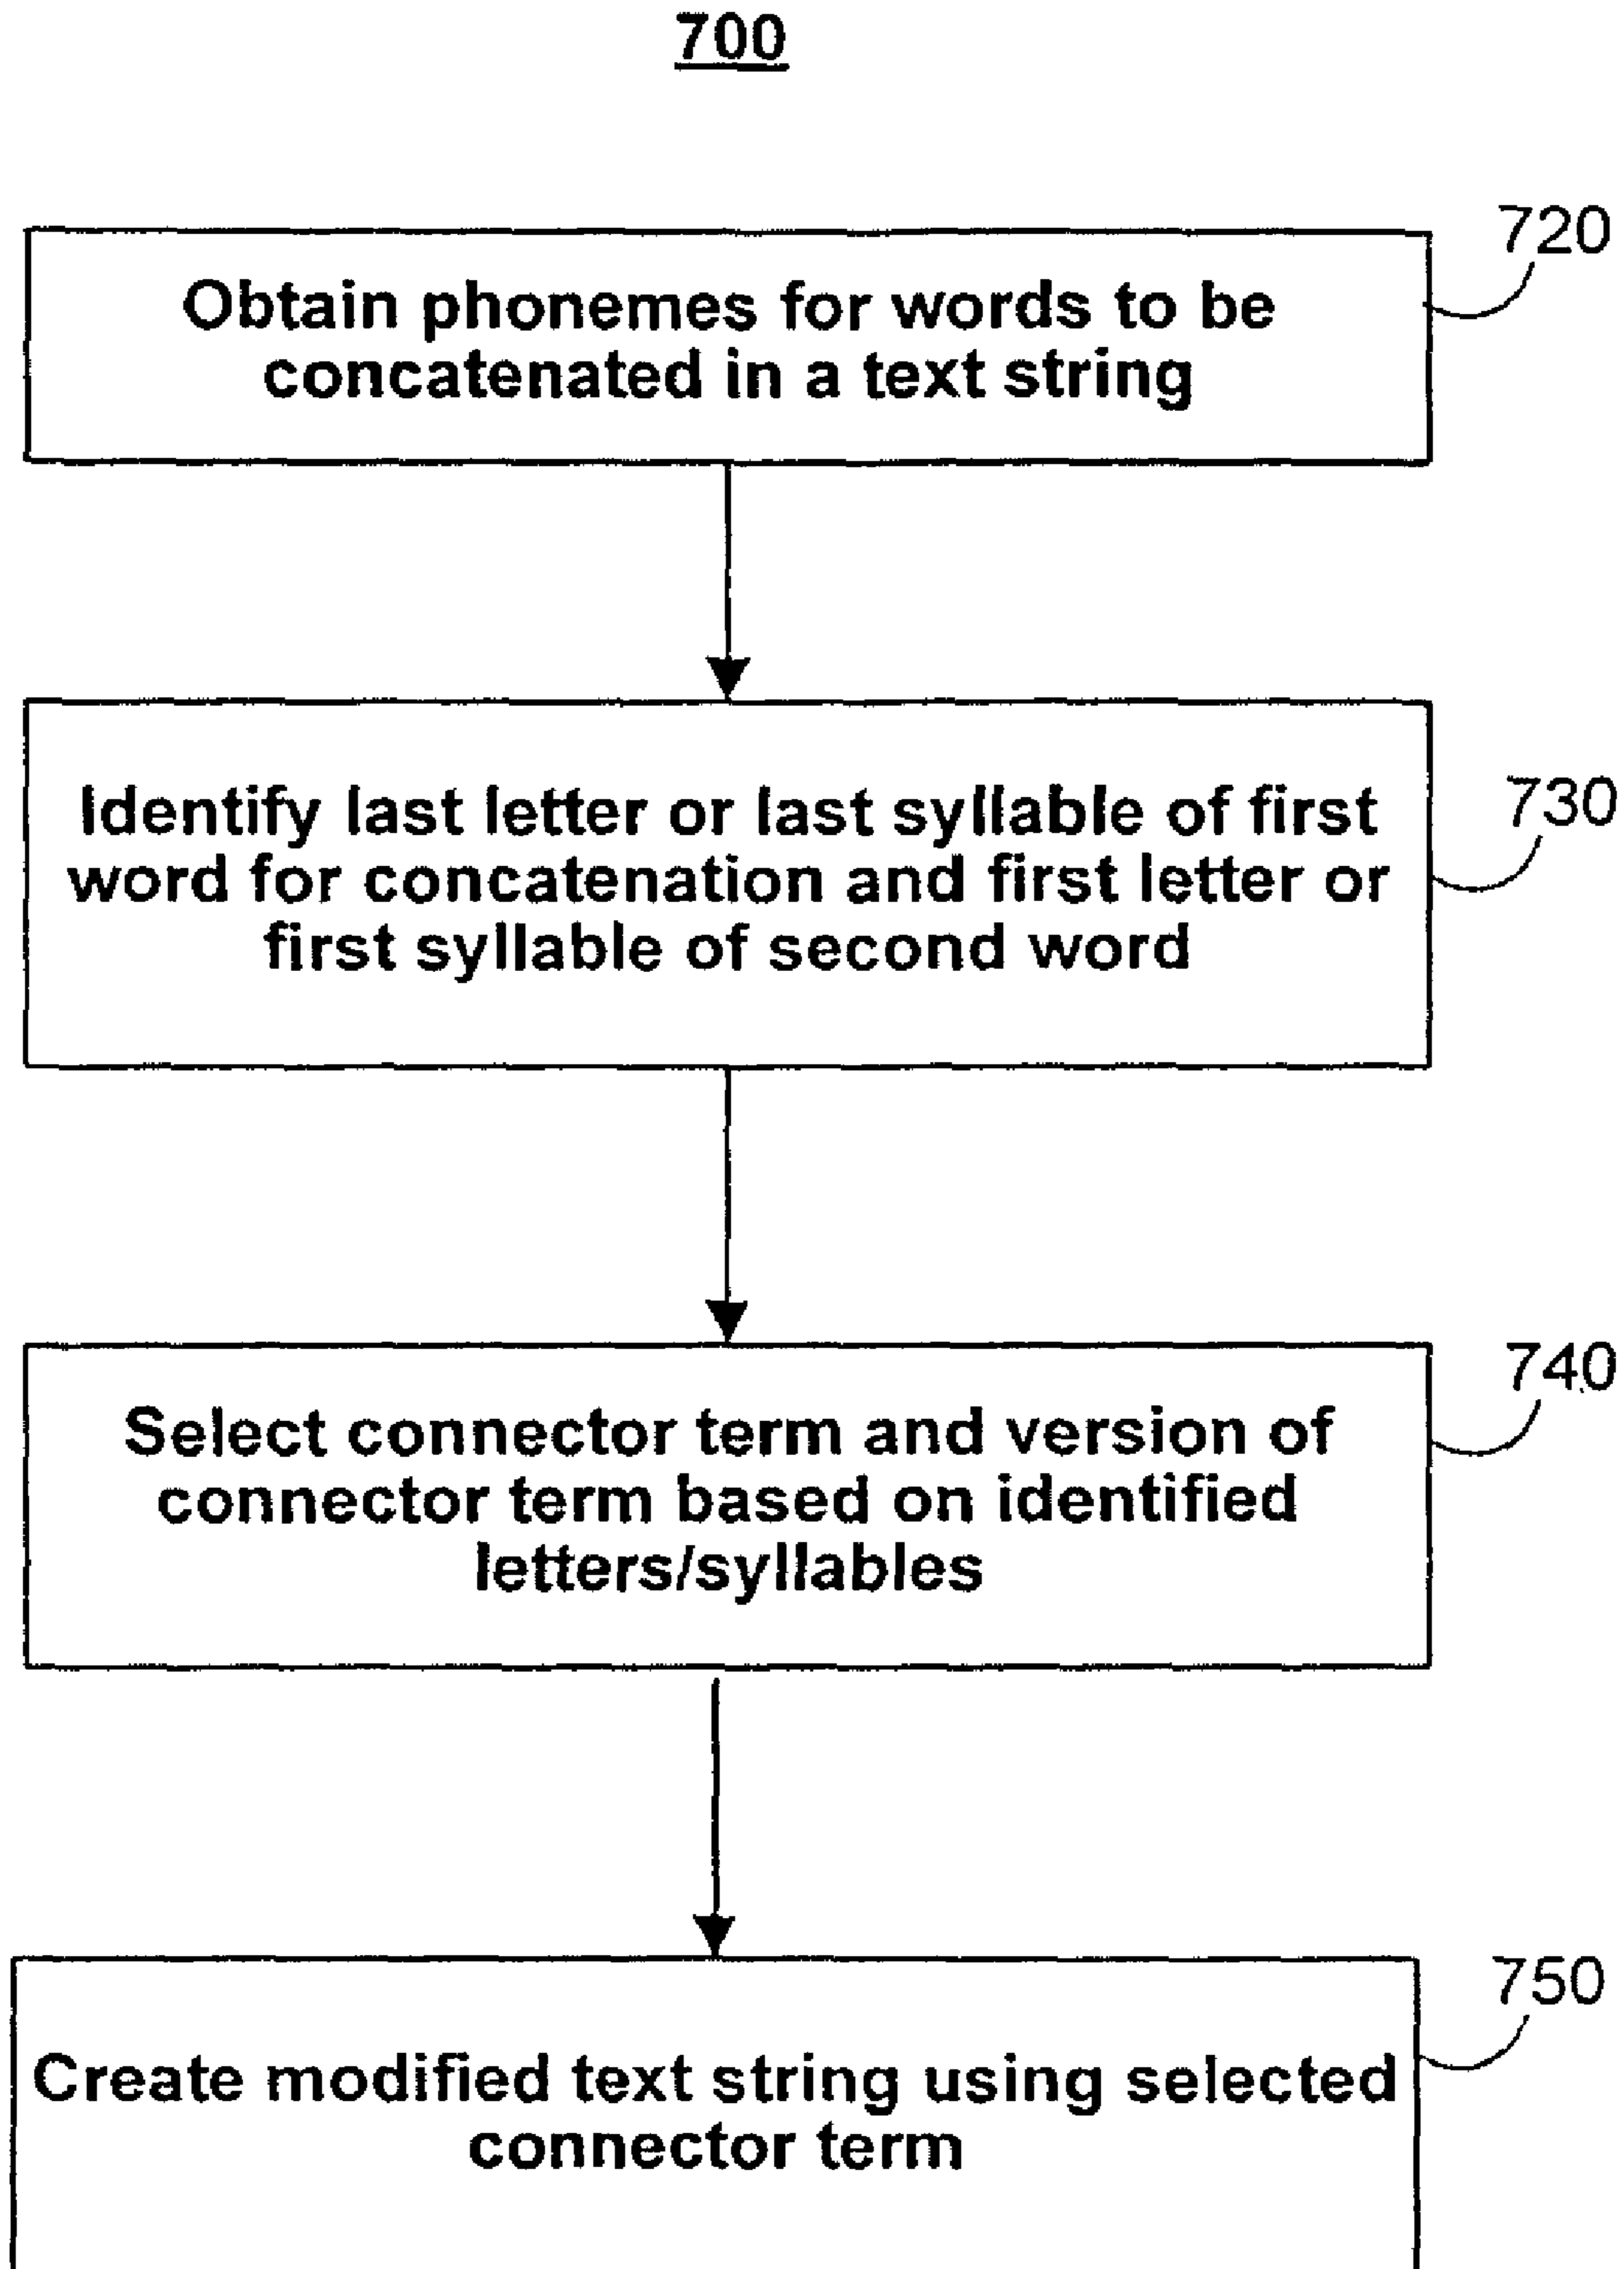 700
720
Obtain phonemes for words to be
concatenated in a text string
730
Identify last letter or last syllable of first
word for concatenation and first letter or
first syllable of second word
740
Select connector term and version of
connector term based on identified
letters/syllables
750
Create modified text string using selected
connector term